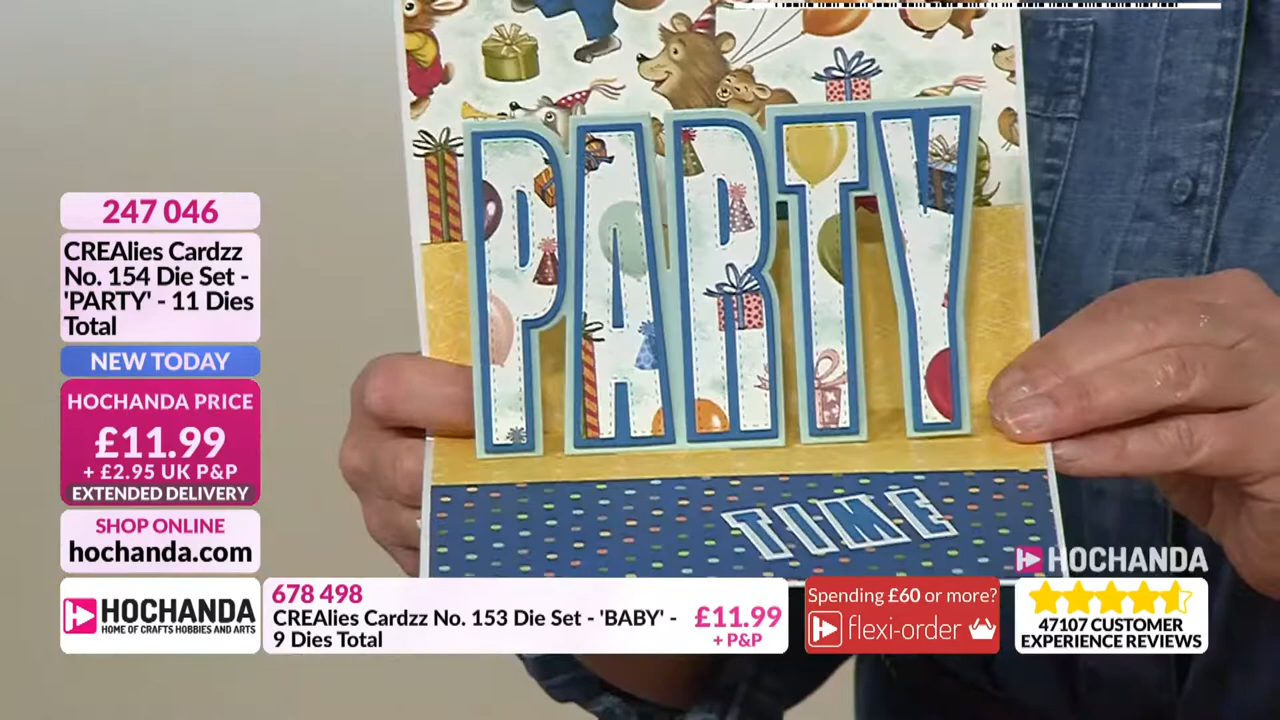 PARTY
TIME
247 046
CREAlies Cardzz
No. 154 Die Set -
'PARTY' - 11 Dies
Total
NEW TODAY
HOCHANDA PRICE
£11.99
+ £2.95 UK P&P
EXTENDED DELIVERY
SHOP ONLINE
hochanda.com
HOCHANDA
HOCHANDA
HOME OF CRAFTS HOBBIES AND ARTS
678 498
CREAlies Cardzz No. 153 Die Set - 'BABY' -
9 Dies Total
£11.99
+ P&P
Spending £60 or more?
flexi-order
47107 CUSTOMER
EXPERIENCE REVIEWS